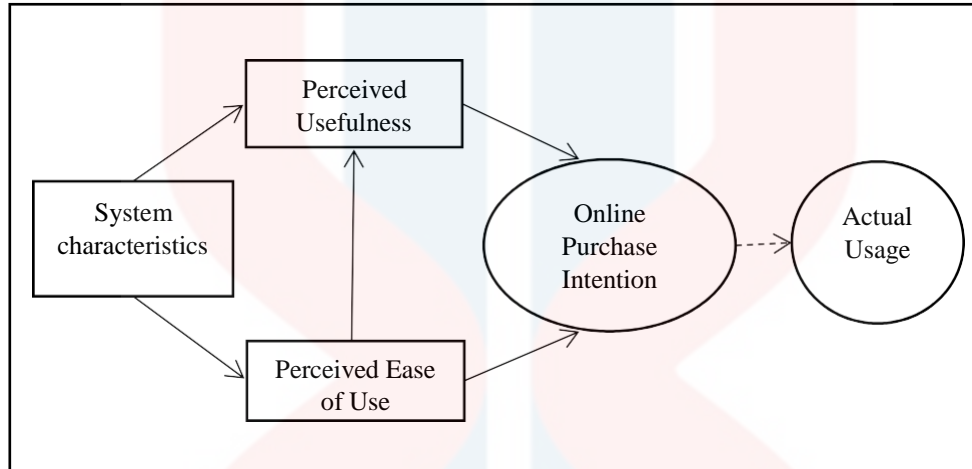 Perceived
Usefulness
System
characteristics
Online
Purchase
Intention
Actual
Usage
Perceived Ease
of Use